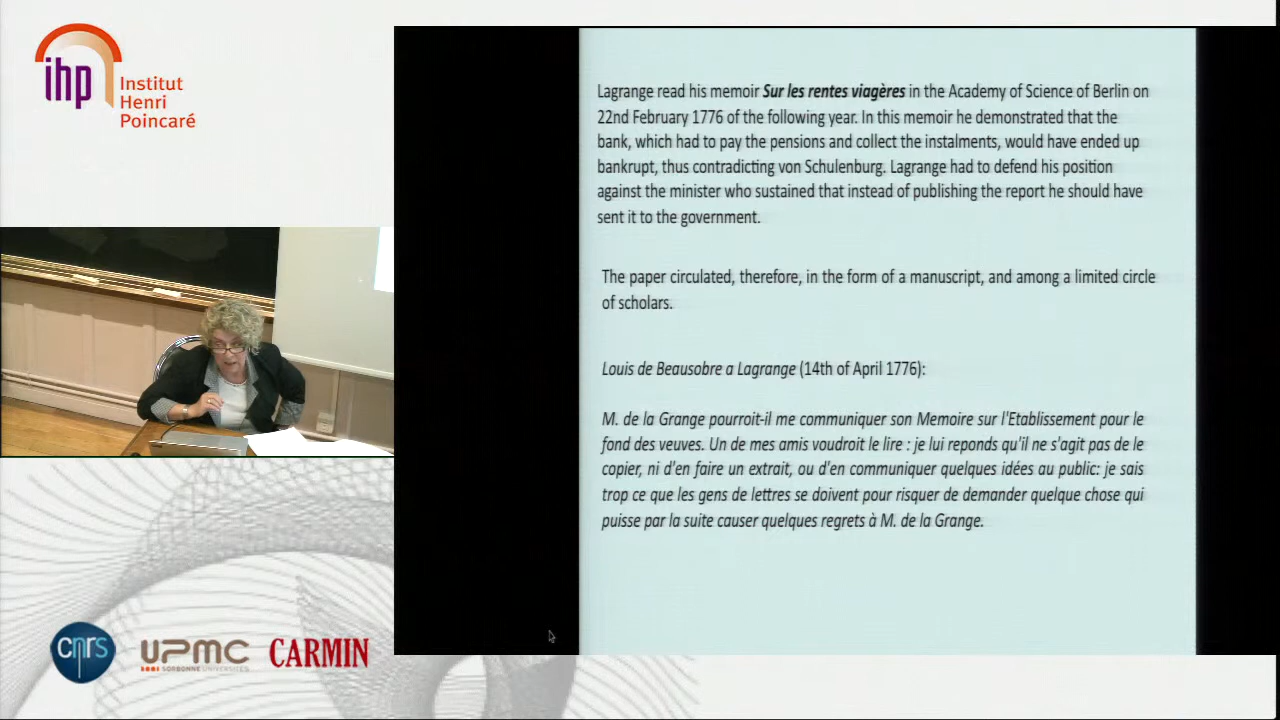 ihp
Institut
Henri
Poincaré
Lagrange read his memoir Sur les rentes viagères in the Academy of Science of Berlin on
22nd February 1776 of the following year. In this memoir he demonstrated that the
bank, which had to pay the pensions and collect the instalments, would have ended up
bankrupt, thus contradicting von Schulenburg. Lagrange had to defend his position
against the minister who sustained that instead of publishing the report he should have
sent it to the government.
The paper circulated, therefore, in the form of a manuscript, and among a limited circle
of scholars.
Louis de Beausobre a Lagrange (14th of April 1776):
M. de la Grange pourroit-il me communiquer son Memoire sur l'Etablissement pour le
fond des veuves. Un de mes amis voudroit le lire : je lui reponds qu'il ne s'agit pas de le
copier, ni d'en faire un extrait, ou d'en communiquer quelques idées au public: je sais
trop ce que les gens de lettres se doivent pour risquer de demander quelque chose qui
puisse par la suite causer quelques regrets à M. de la Grange.
cnrs
UPMC
SORBONNE UNIVERSITÉS
CARMIN